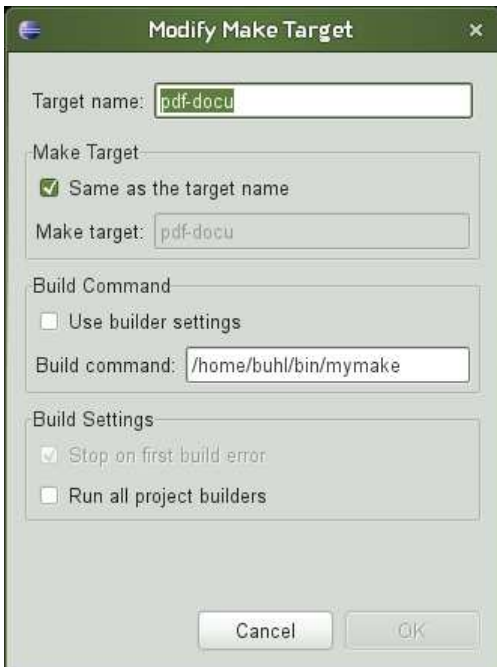 Modify Make Target
Target name: pdf-docu
Make Target
Same as the target name
Make target: pdf-docu
Build Command
Use builder settings
Build command: /home/buhl/bin/mymake
Build Settings
Stop on first build error
Run all project builders
Cancel OK